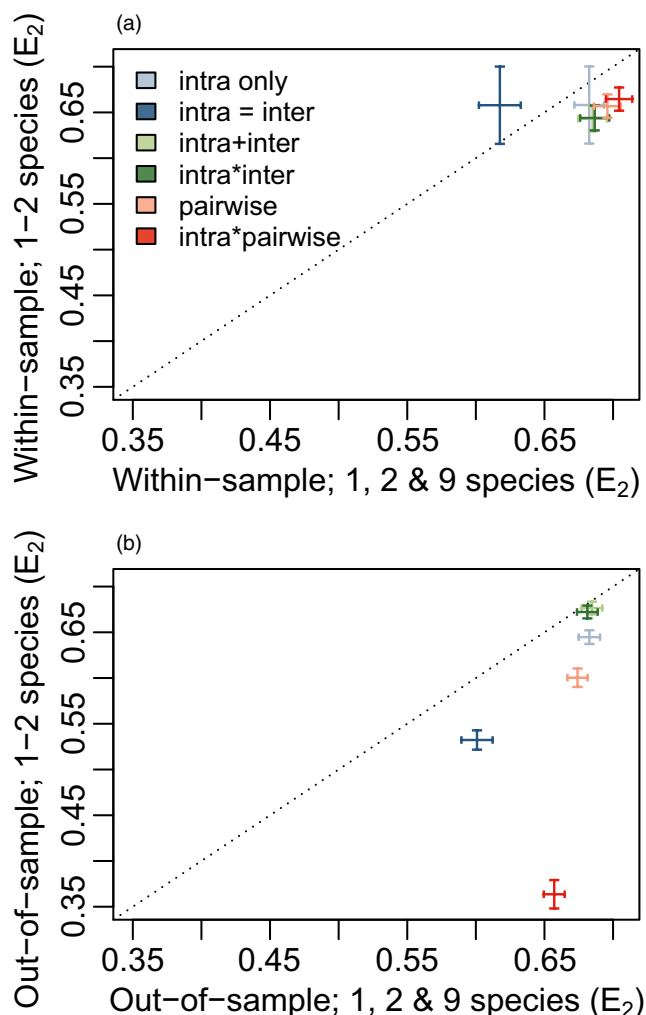 (a)
Within−sample; 1−2 species (E₂)
0.35 0.45 0.55 0.65
intra only
intra = inter
intra+inter
intra*inter
pairwise
intra*pairwise
0.35 0.45 0.55 0.65
Within−sample; 1, 2 & 9 species (E₂)
(b)
Out−of−sample; 1−2 species (E₂)
0.35 0.45 0.55 0.65
0.35 0.45 0.55 0.65
Out−of−sample; 1, 2 & 9 species (E₂)